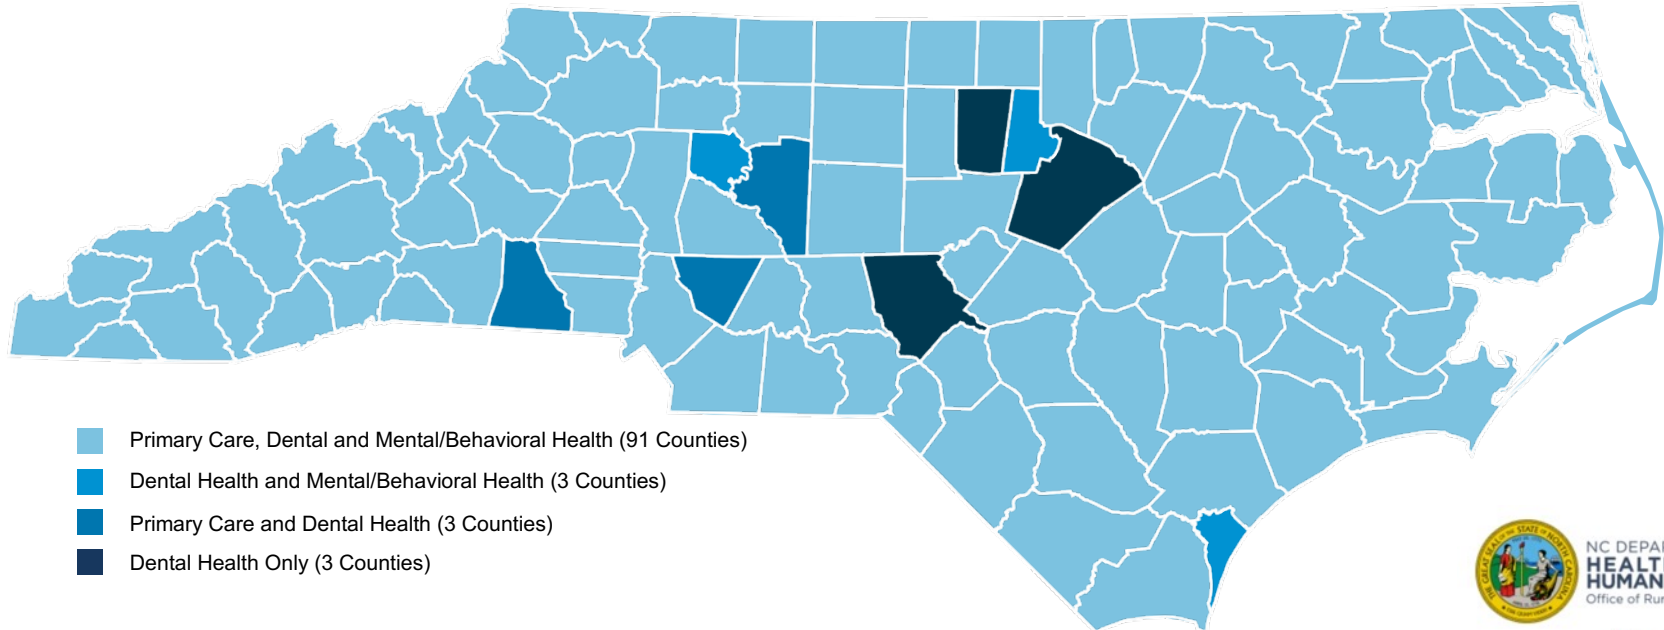 Primary Care, Dental and Mental/Behavioral Health (91 Counties)
Dental Health and Mental/Behavioral Health (3 Counties)
Primary Care and Dental Health (3 Counties)
Dental Health Only (3 Counties)
NC DEPAR
HEALT
HUMAN
Office of Rur